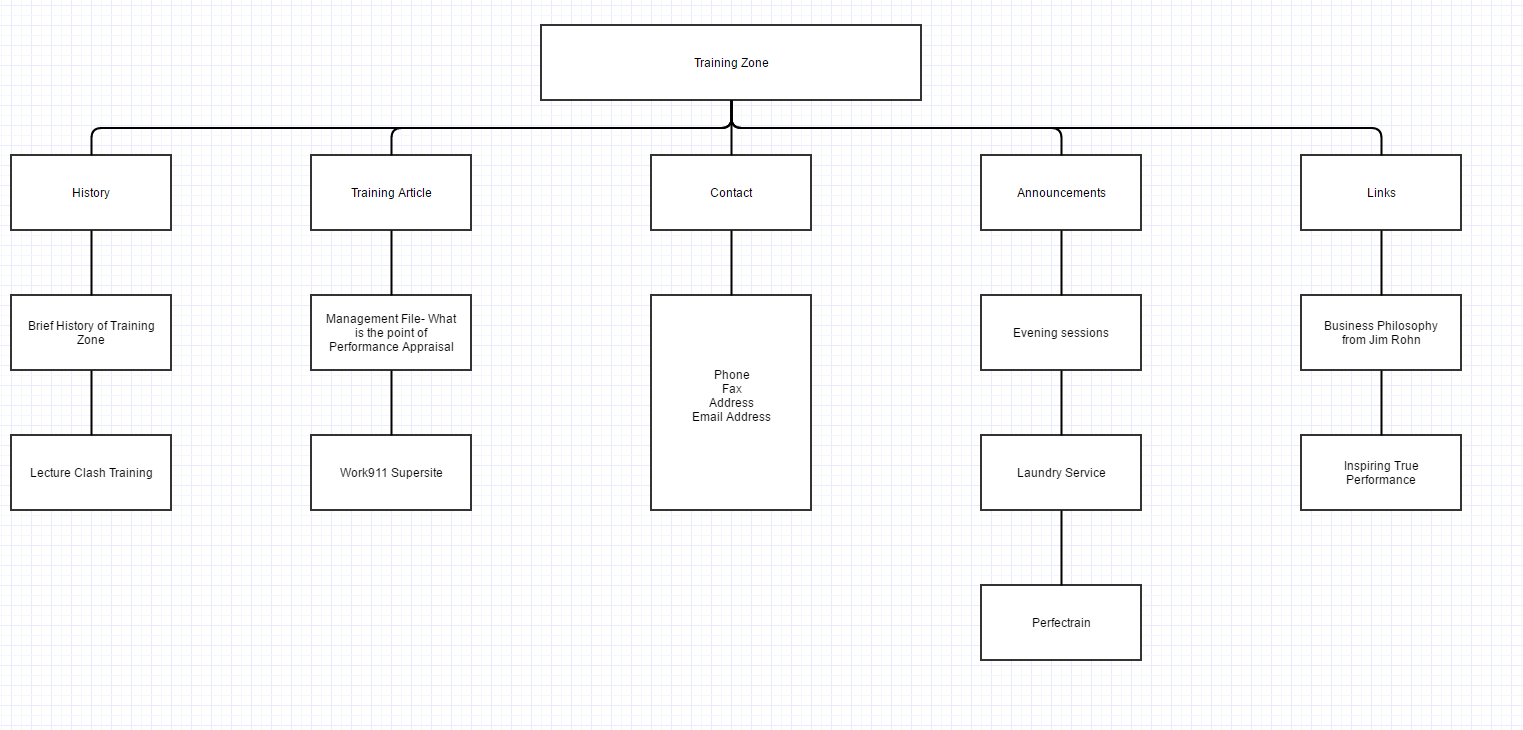 Training Zone
History
Training Article
Contact
Announcements
Links
Brief History of Training
Zone
Management File- What
is the point of
Performance Appraisal
Phone
Fax
Address
Email Address
Evening sessions
Business Philosophy
from Jim Rohn
Lecture Clash Training
Work911 Supersite
Laundry Service
Inspiring True
Performance
Perfectrain